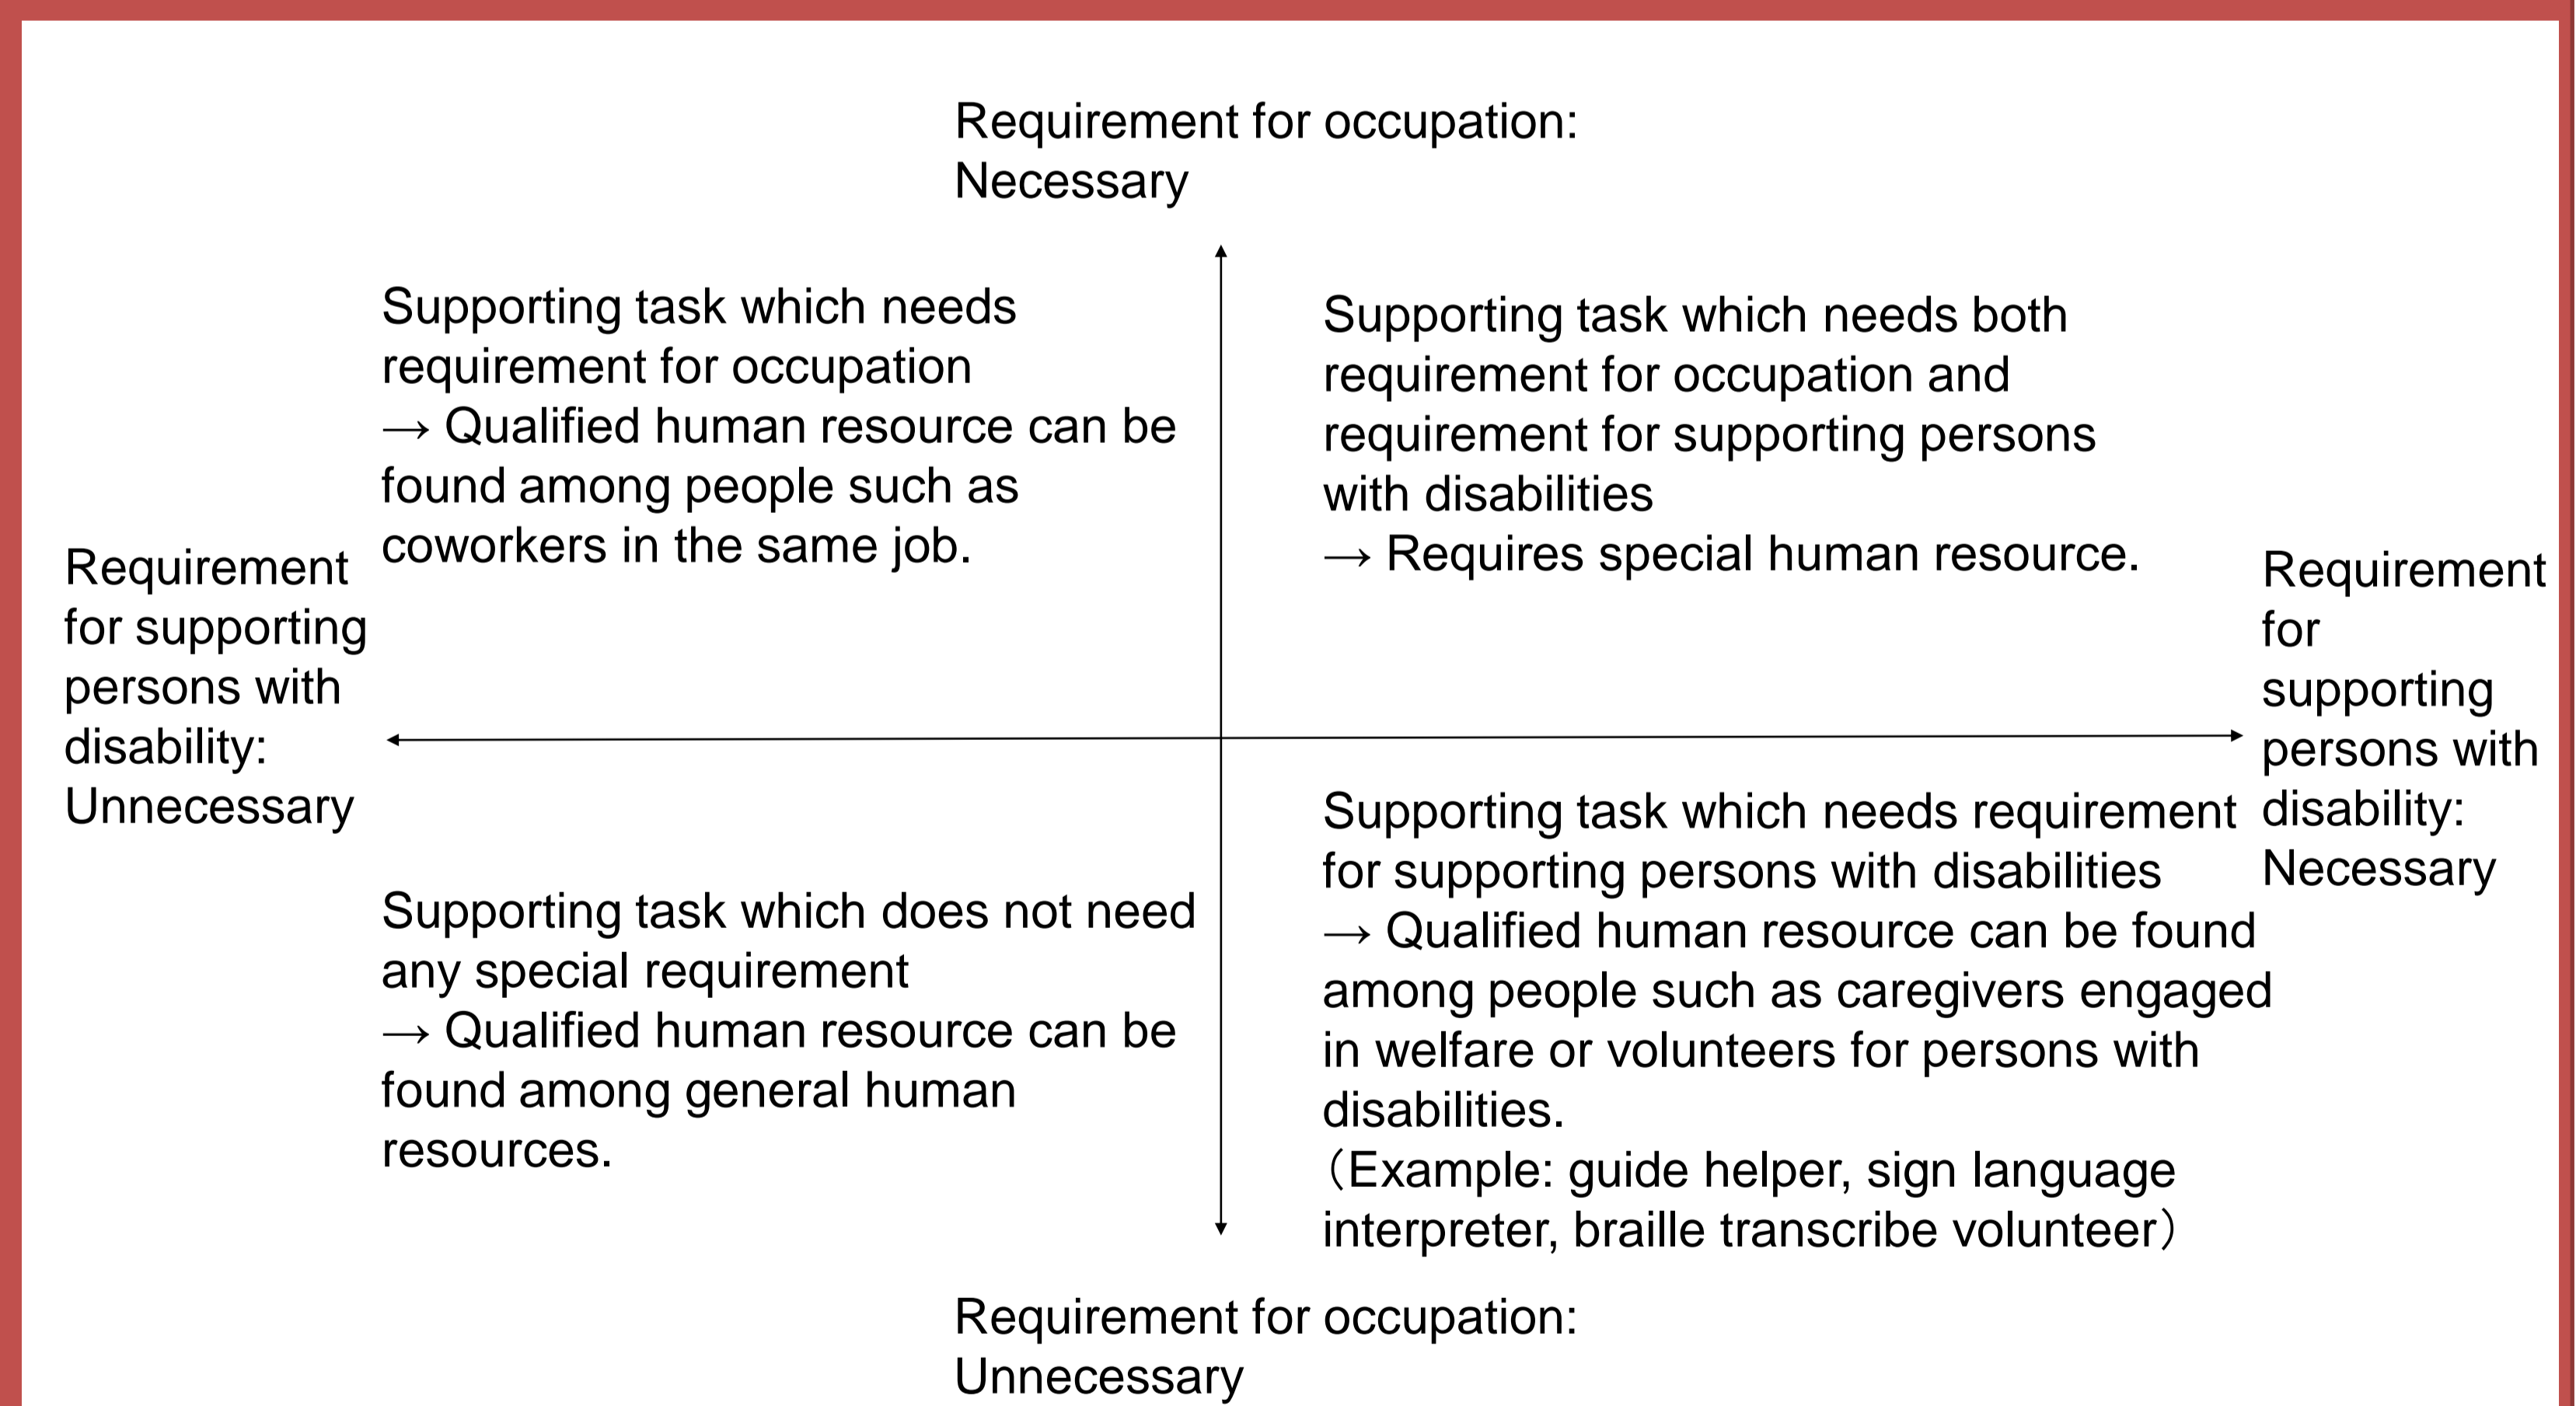 Requirement for occupation:
Necessary
Supporting task which needs
requirement for occupation
→ Qualified human resource can be
found among people such as
coworkers in the same job.
Supporting task which needs both
requirement for occupation and
requirement for supporting persons
with disabilities
→ Requires special human resource.
Requirement
for supporting
persons with
disability:
Unnecessary
Requirement
for
supporting
persons with
disability:
Necessary
Supporting task which does not need
any special requirement
→ Qualified human resource can be
found among general human
resources.
Supporting task which needs requirement
for supporting persons with disabilities
→ Qualified human resource can be found
among people such as caregivers engaged
in welfare or volunteers for persons with
disabilities.
（Example: guide helper, sign language
interpreter, braille transcribe volunteer）
Requirement for occupation:
Unnecessary